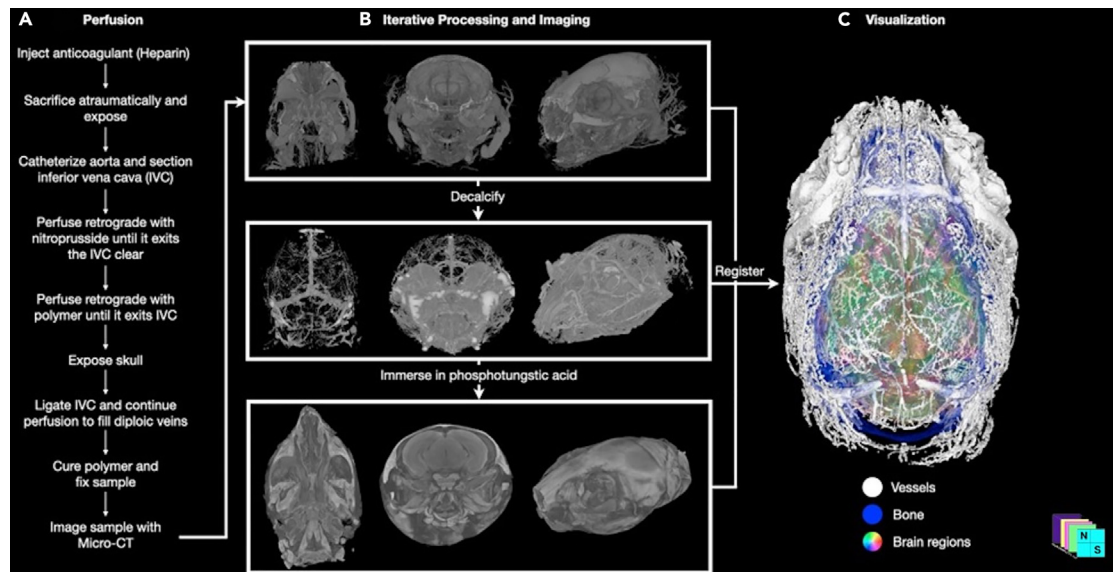 A
Perfusion
Inject anticoagulant (Heparin)
Sacrifice atraumatically and
expose
Catheterize aorta and section
inferior vena cava (IVC)
Perfuse retrograde with
nitroprusside until it exits
the IVC clear
Perfuse retrograde with
polymer until it exits IVC
Expose skull
Ligate IVC and continue
perfusion to fill diploic veins
Cure polymer and
fix sample
Image sample with
Micro-CT
B
Iterative Processing and Imaging
Decalcify
Immerse in phosphotungstic acid
Register
C
Visualization
Vessels
Bone
Brain regions
N
S